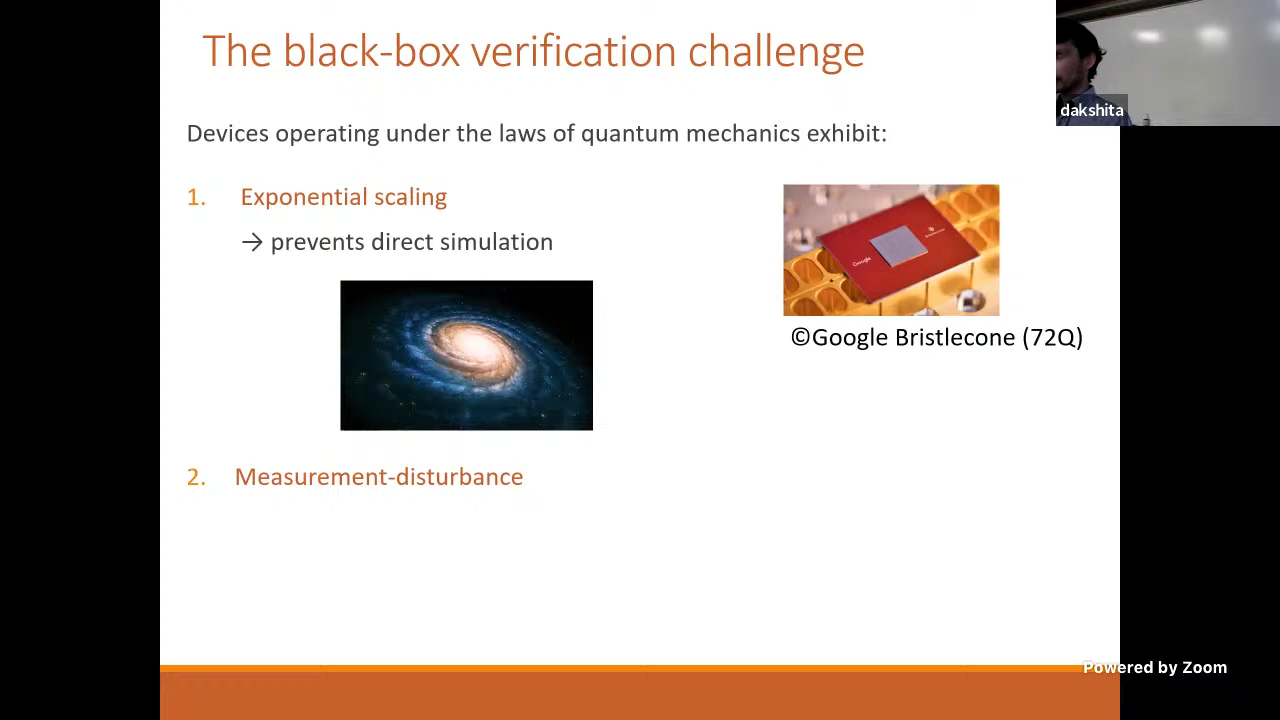 The black-box verification challenge
dakshita
Devices operating under the laws of quantum mechanics exhibit:
1. Exponential scaling
→ prevents direct simulation
Google
©Google Bristlecone (72Q)
2. Measurement-disturbance
Powered by Zoom